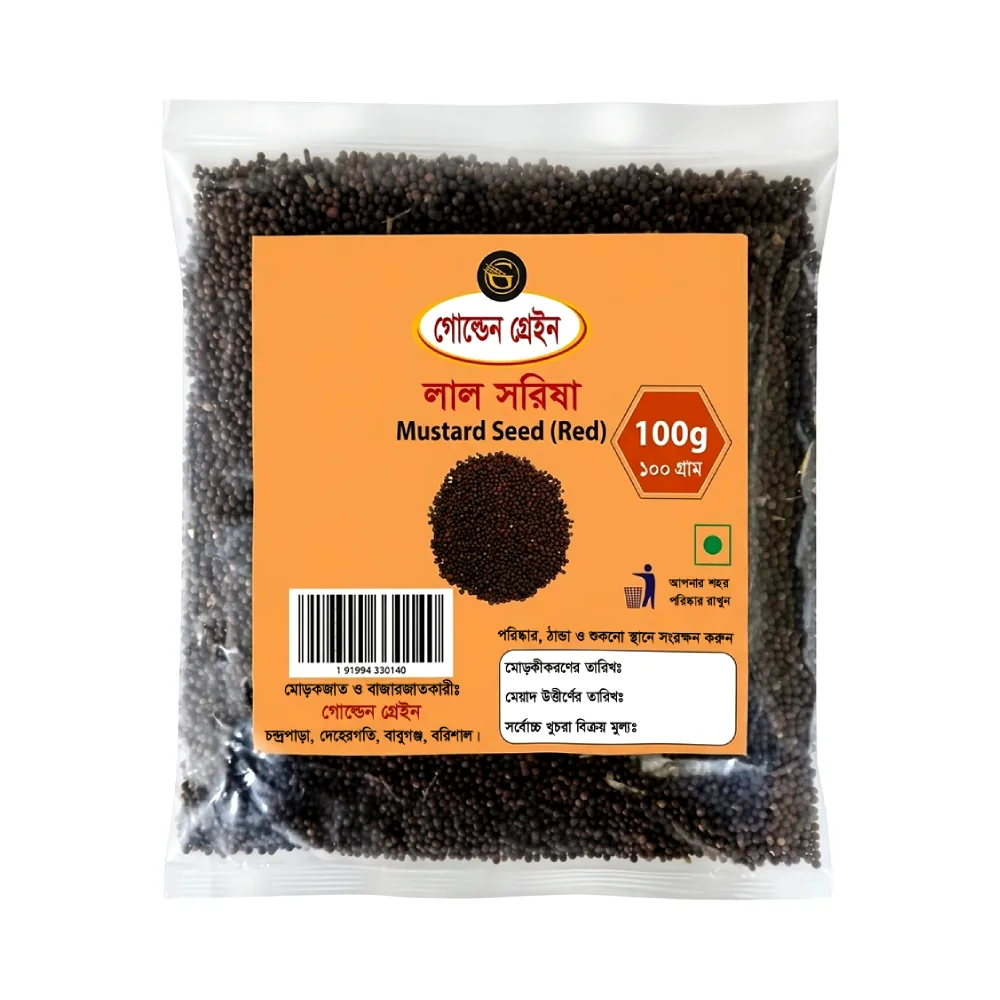 G
গোল্ডেন গ্রেইন
লাল সরিষা
Mustard Seed (Red)
100g
১০০ গ্রাম
আপনার শহর
পরিষ্কার রাখুন
পরিষ্কার, ঠান্ডা ও শুকনো স্থানে সংরক্ষন করুন
1 91994 330140
মোড়কজাত ও বাজারজাতকারীঃ
গোল্ডেন গ্রেইন
চন্দ্রপাড়া, দেহেরগতি, বাবুগঞ্জ, বরিশাল।
মোড়কীকরণের তারিখঃ
মেয়াদ উত্তীর্ণের তারিখঃ
সর্বোচ্চ খুচরা বিক্রয় মুল্যঃ